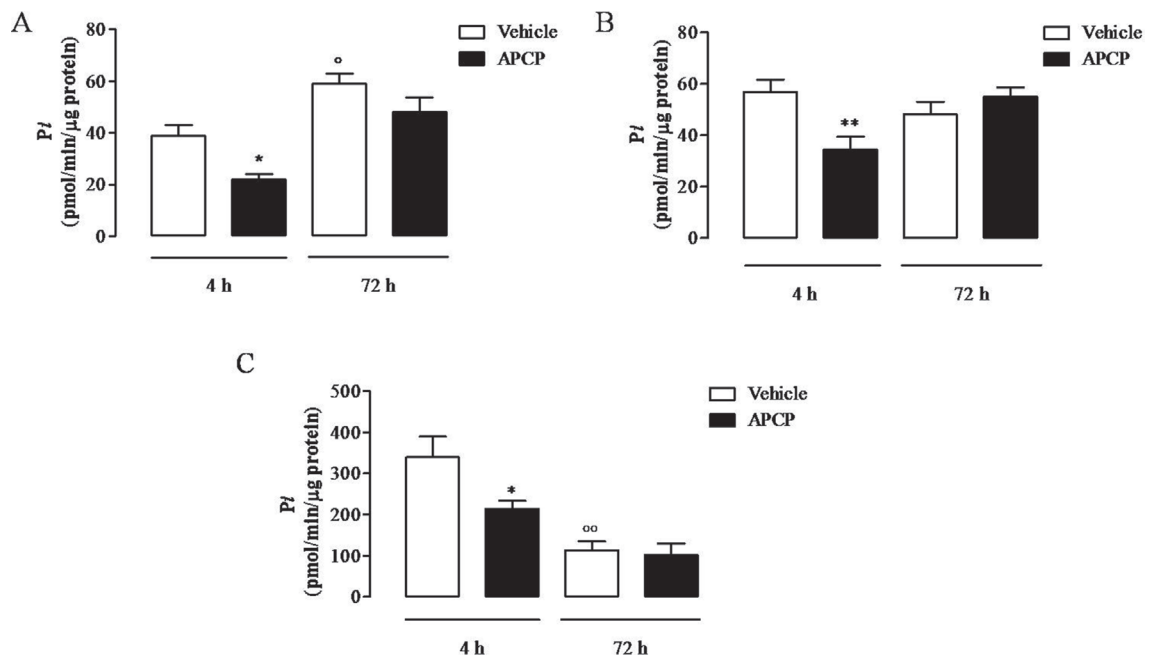 A
Pi
(pmol/min/µg protein)
80
60
40
20
0
°
*
Vehicle
APCP
4 h
72 h
B
Pi
(pmol/min/µg protein)
80
60
40
20
0
**
Vehicle
APCP
4 h
72 h
C
Pi
(pmol/min/µg protein)
500
400
300
200
100
0
*
°°
Vehicle
APCP
4 h
72 h